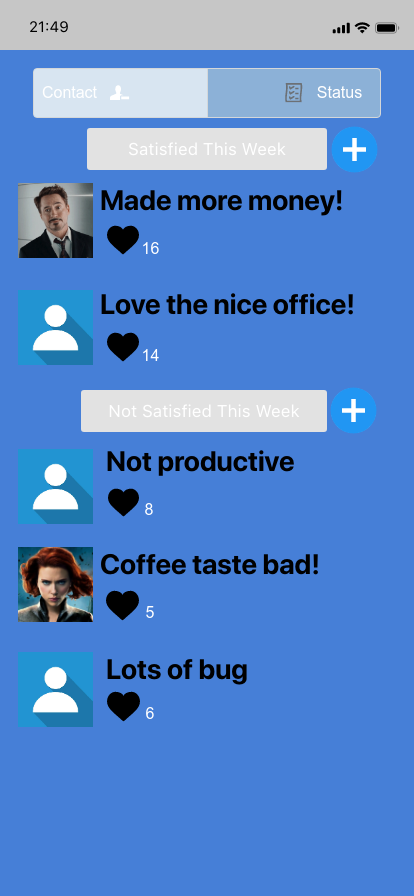 21:49
Contact
Status
Satisfied This Week
Made more money!
16
Love the nice office!
14
Not Satisfied This Week
Not productive
8
Coffee taste bad!
5
Lots of bug
6